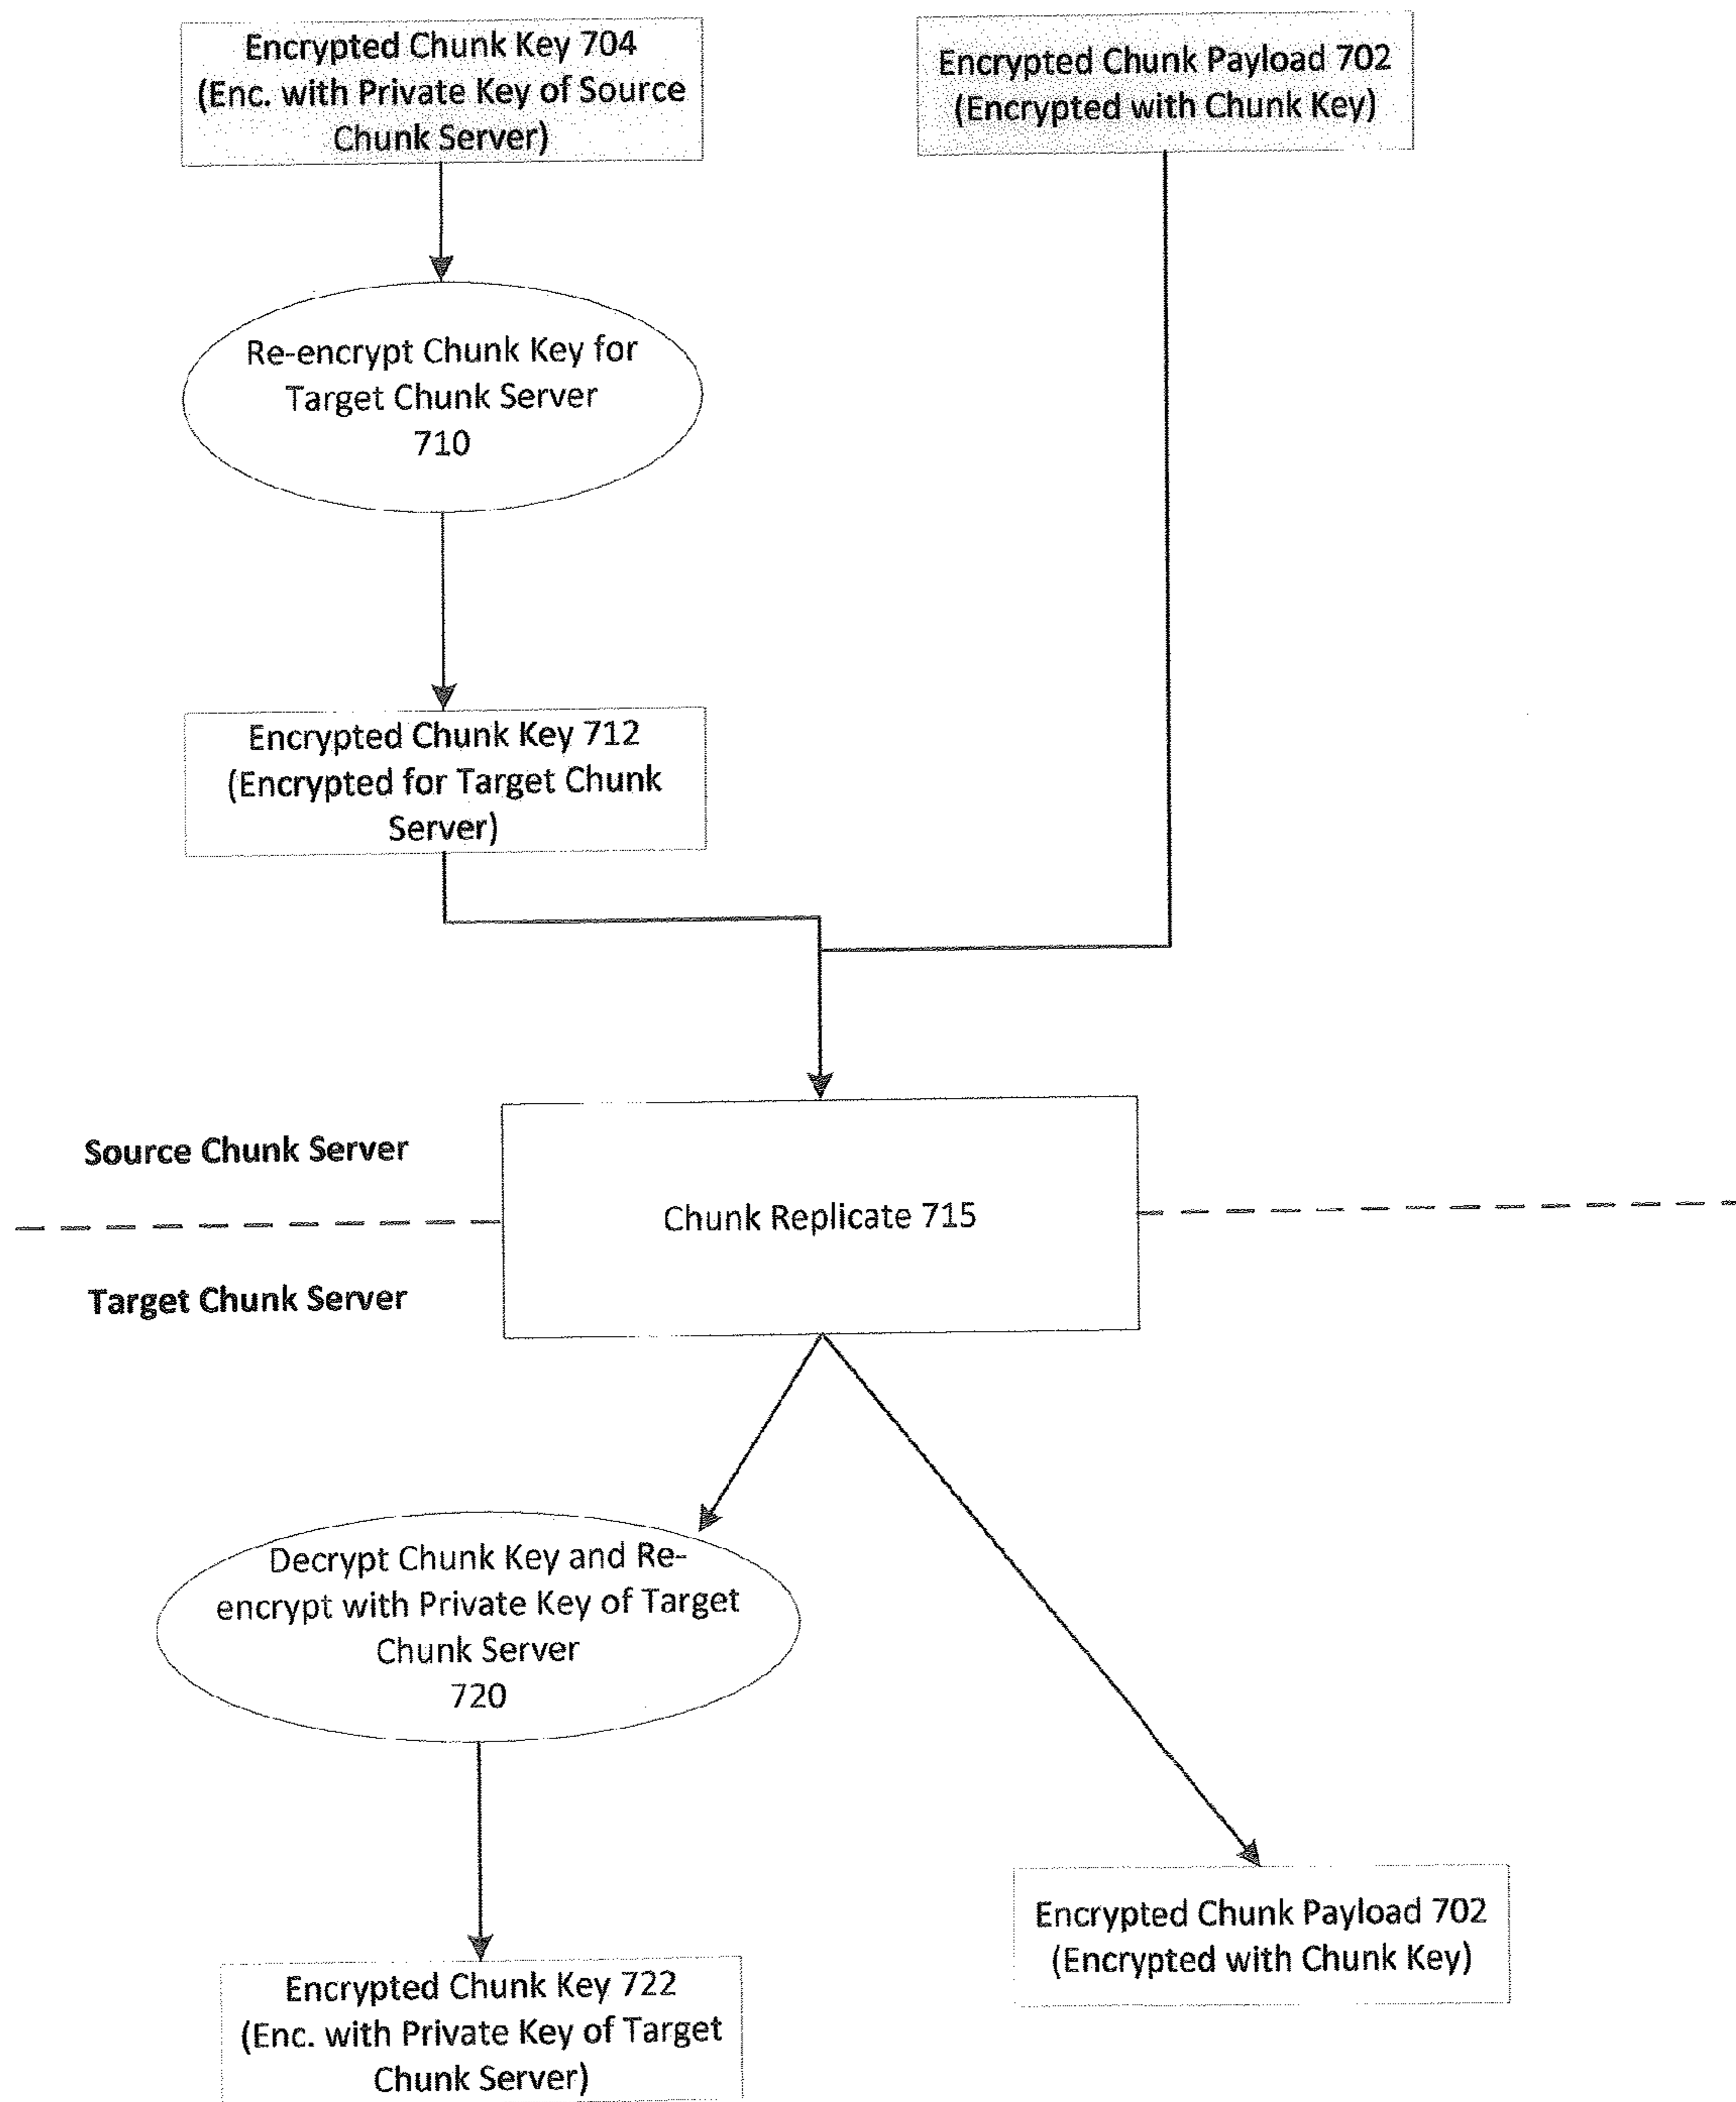 Encrypted Chunk Key 704
(Enc. with Private Key of Source
Chunk Server)
Encrypted Chunk Payload 702
(Encrypted with Chunk Key)
Re-encrypt Chunk Key for
Target Chunk Server
710
Encrypted Chunk Key 712
(Encrypted for Target Chunk
Server)
Source Chunk Server
Chunk Replicate 715
Target Chunk Server
Decrypt Chunk Key and Re-
encrypt with Private Key of Target
Chunk Server
720
Encrypted Chunk Payload 702
(Encrypted with Chunk Key)
Encrypted Chunk Key 722
(Enc. with Private Key of Target
Chunk Server)